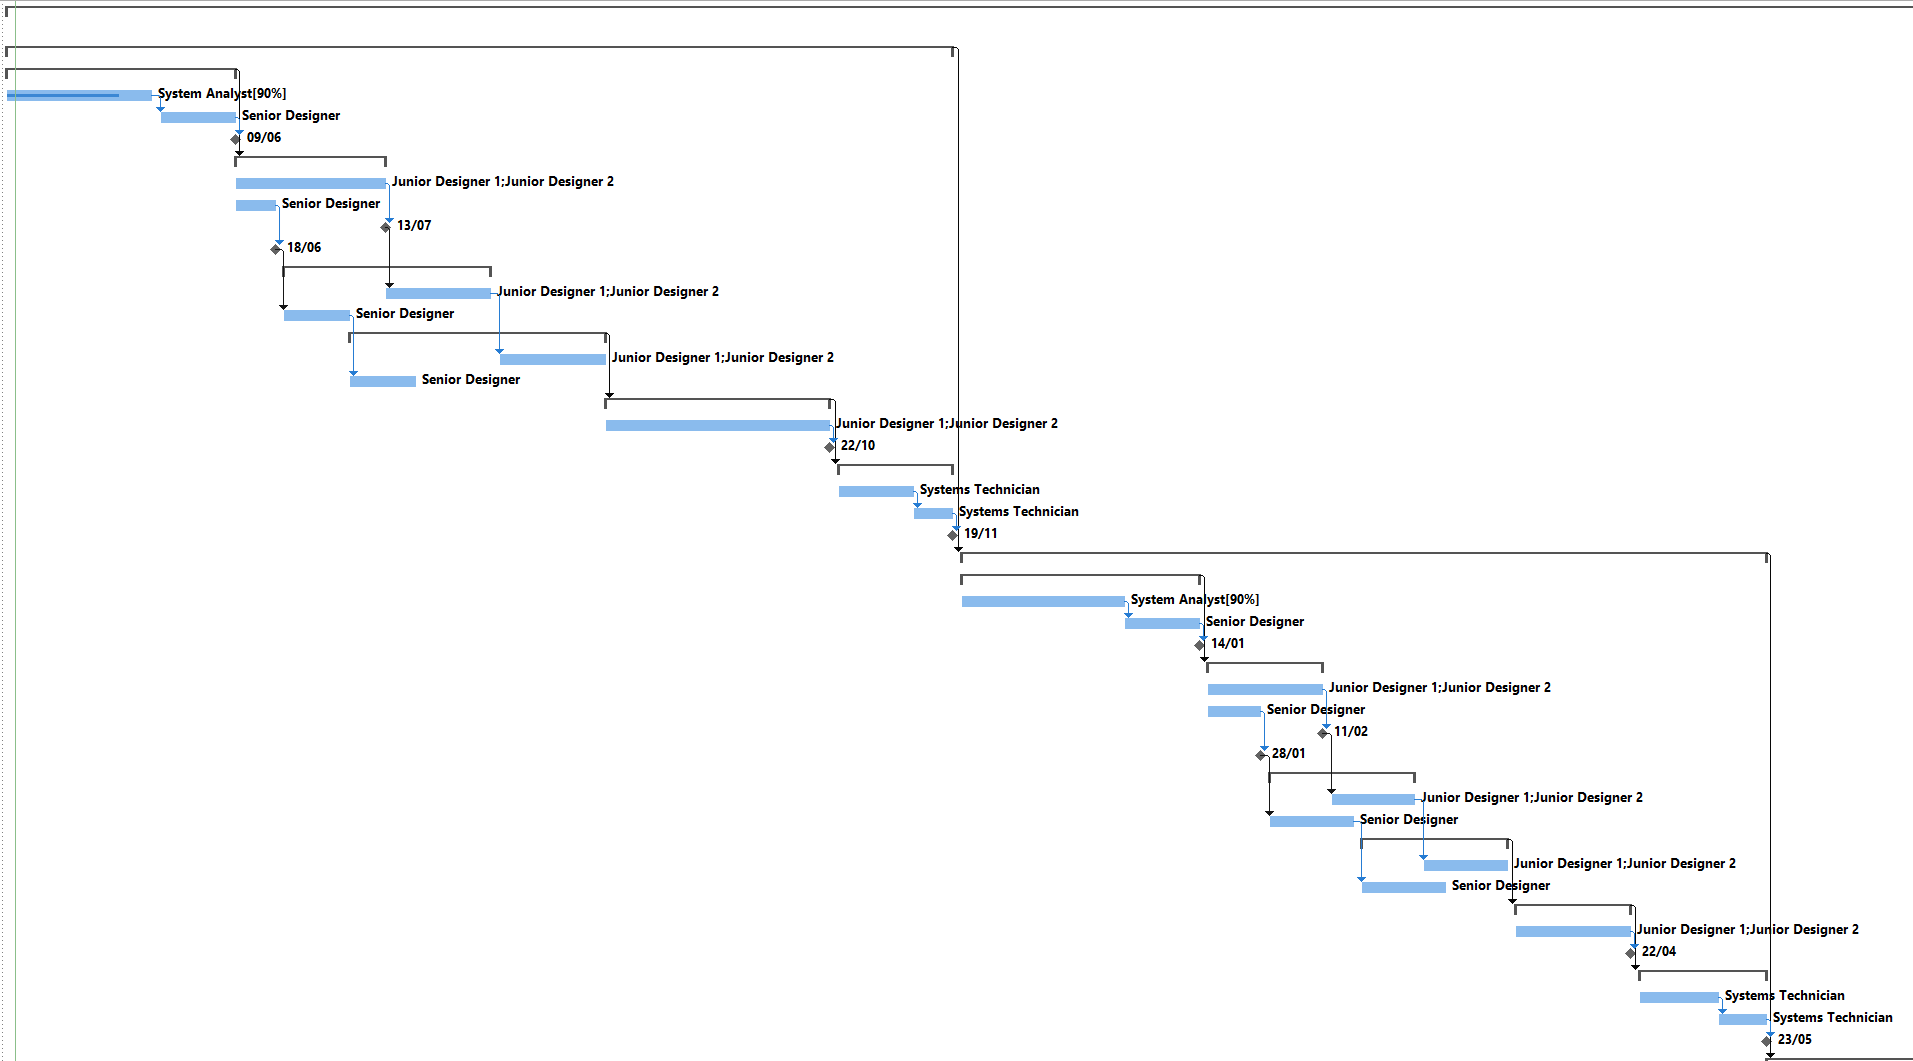 System Analyst[90%]
Senior Designer
09/06
Junior Designer 1;Junior Designer 2
Senior Designer
13/07
18/06
Junior Designer 1;Junior Designer 2
Senior Designer
Junior Designer 1;Junior Designer 2
Senior Designer
Junior Designer 1;Junior Designer 2
22/10
Systems Technician
Systems Technician
19/11
System Analyst[90%]
Senior Designer
14/01
Junior Designer 1;Junior Designer 2
Senior Designer
11/02
28/01
Junior Designer 1;Junior Designer 2
Senior Designer
Junior Designer 1;Junior Designer 2
Senior Designer
Junior Designer 1;Junior Designer 2
22/04
Systems Technician
Systems Technician
23/05